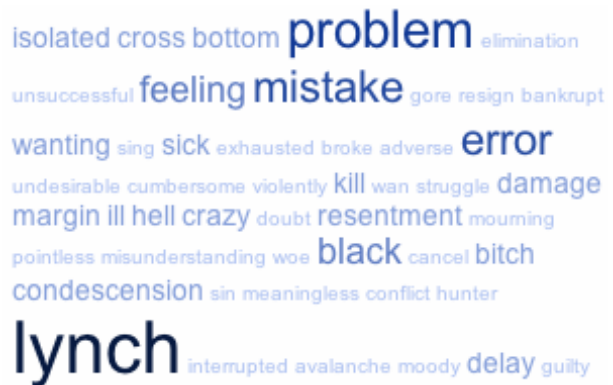 isolated cross bottom problem elimination
unsuccessful feeling mistake gore resign bankrupt
wanting sing sick exhausted broke adverse error
undesirable cumbersome violently kill wan struggle damage
margin ill hell crazy doubt resentment mourning
pointless misunderstanding woe black cancel bitch
condescension sin meaningless conflict hunter
lynch interrupted avalanche moody delay guilty